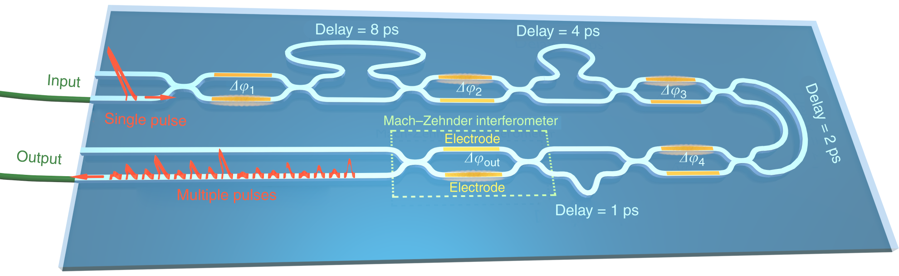 Delay = 8 ps
Delay = 4 ps
Input
Δφ1
Δφ2
Δφ3
Single pulse
Delay = 2 ps
Mach–Zehnder interferometer
Electrode
Output
Δφout
Δφ4
Electrode
Multiple pulses
Delay = 1 ps